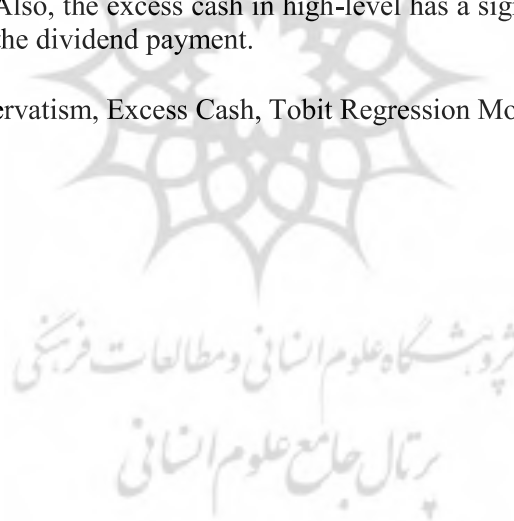 Also, the excess cash in high-level has a sig
the dividend payment.
ervatism, Excess Cash, Tobit Regression Mo
پژوهشگاه علوم انسانی و مطالعات فرهنگی
پرتال جامع علوم انسانی